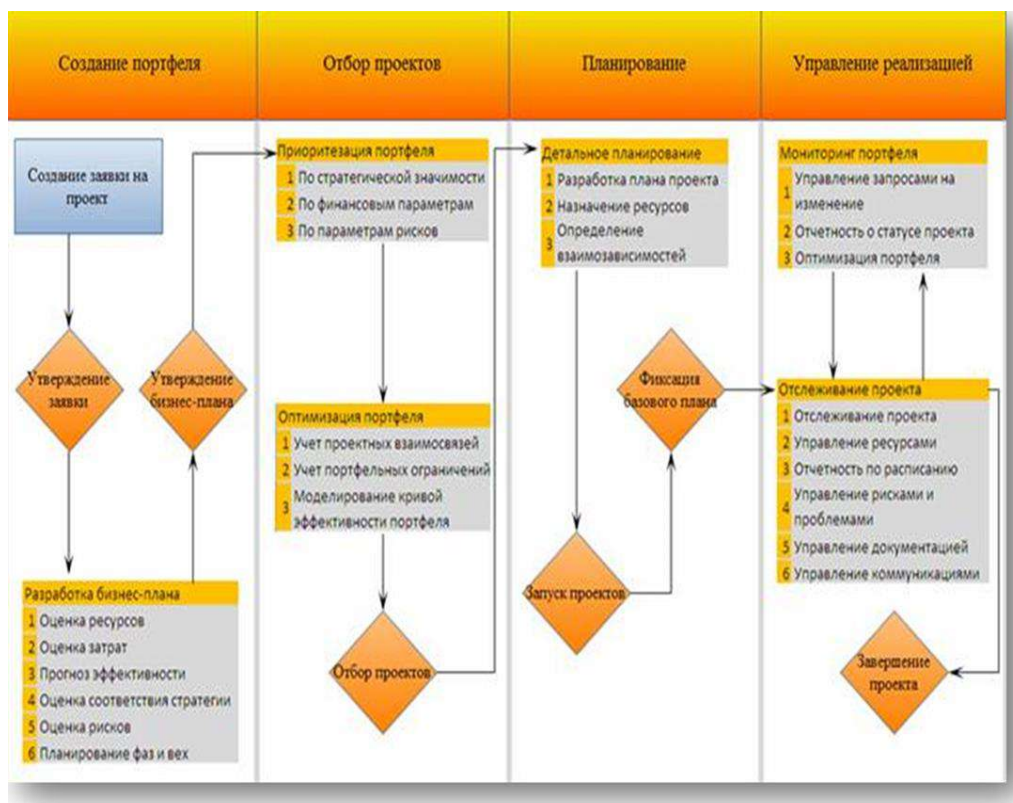 Создание портфеля
Отбор проектов
Планирование
Управление реализацией
Создание заявки на
проект
Утверждение
заявки
Утверждение
бизнес-плана
Разработка бизнес-плана
1 Оценка ресурсов
2 Оценка затрат
3 Прогноз эффективности
4 Оценка соответствия стратегии
5 Оценка рисков
6 Планирование фаз и вех
Приоритезация портфеля
1 По стратегической значимости
2 По финансовым параметрам
3 По параметрам рисков
Оптимизация портфеля
1 Учет проектных взаимосвязей
2 Учет портфельных ограничений
3 Моделирование кривой
эффективности портфеля
Отбор проектов
Детальное планирование
1 Разработка плана проекта
2 Назначение ресурсов
3 Определение
взаимозависимостей
Фиксация
базового плана
Запуск проектов
Мониторинг портфеля
1 Управление запросами на
изменение
2 Отчетность о статусе проекта
3 Оптимизация портфеля
Отслеживание проекта
1 Отслеживание проекта
2 Управление ресурсами
3 Отчетность по расписанию
4 Управление рисками и
проблемами
5 Управление документацией
6 Управление коммуникациями
Завершение
проекта